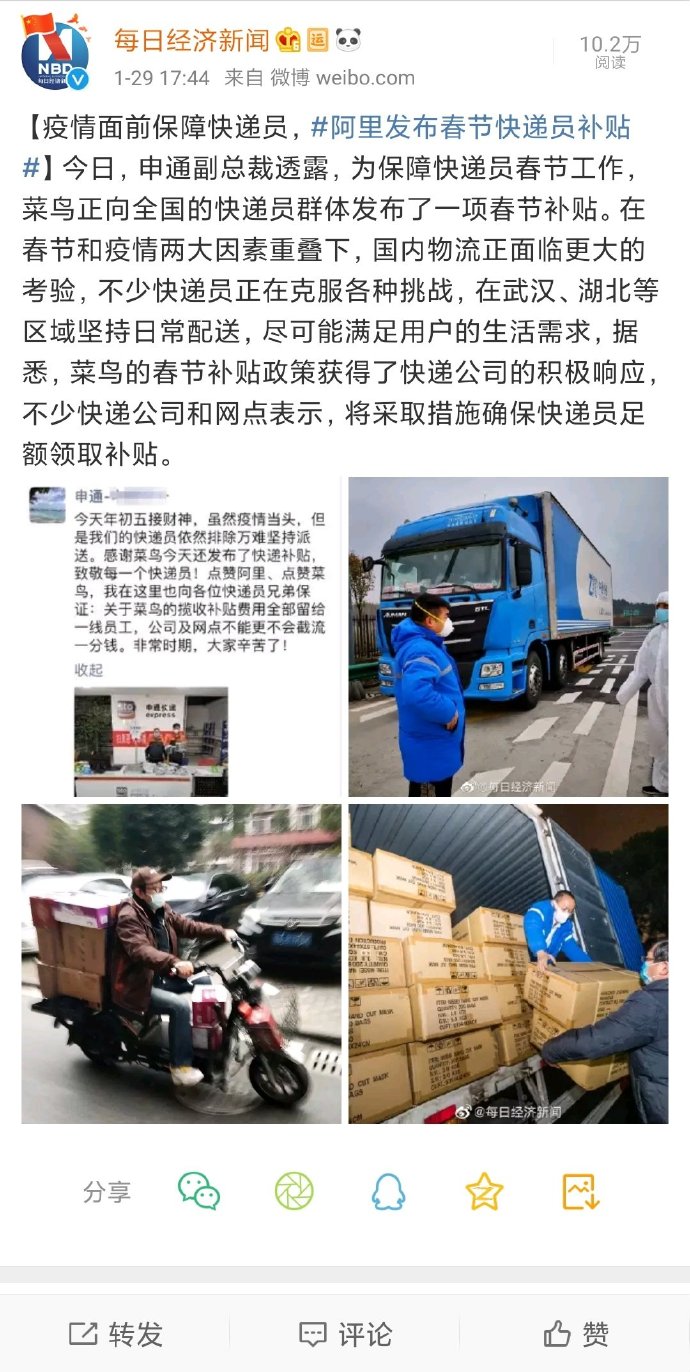 每日经济新闻
运
10.2万
阅读
NBD
每日经济新闻
1-29 17:44 来自 微博 weibo.com
【疫情面前保障快递员，#阿里发布春节快递员补贴
#】今日，申通副总裁透露，为保障快递员春节工作，
菜鸟正向全国的快递员群体发布了一项春节补贴。在
春节和疫情两大因素重叠下，国内物流正面临更大的
考验，不少快递员正在克服各种挑战，在武汉、湖北等
区域坚持日常配送，尽可能满足用户的生活需求，据
悉，菜鸟的春节补贴政策获得了快递公司的积极响应，
不少快递公司和网点表示，将采取措施确保快递员足
额领取补贴。
申通-
今天年初五接财神，虽然疫情当头，但
是我们的快递员依然排除万难坚持派
送。感谢菜鸟今天还发布了快递补贴，
致敬每一个快递员！点赞阿里、点赞菜
鸟，我在这里也向各位快递员兄弟保
证：关于菜鸟的揽收补贴费用全部留给
一线员工，公司及网点不能更不会截流
一分钱。非常时期，大家辛苦了！
收起
申通快递
express
AUMAN
GTL
@每日经济新闻
@每日经济新闻
分享
转发
评论
赞